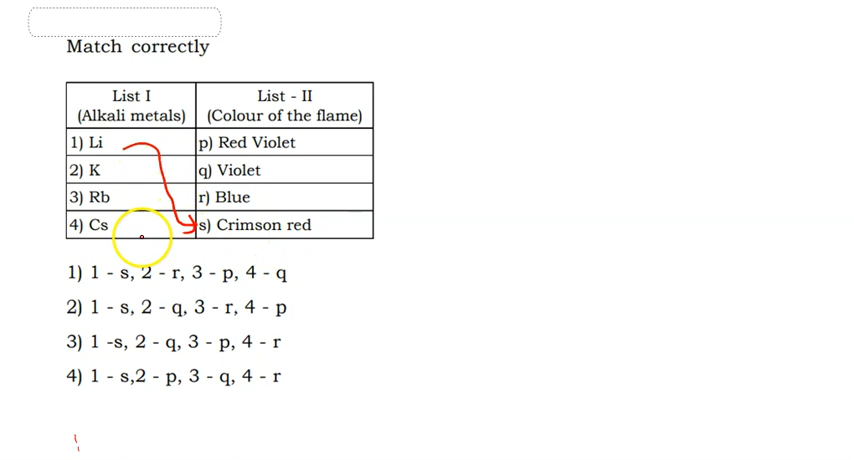 Match correctly
List I
(Alkali metals)
List - II
(Colour of the flame)
1) Li
p) Red Violet
2) K
q) Violet
3) Rb
r) Blue
4) Cs
s) Crimson red
1) 1 - s, 2 - r, 3 - p, 4 - q
2) 1 - s, 2 - q, 3 - r, 4 - p
3) 1 -s, 2 - q, 3 - p, 4 - r
4) 1 - s,2 - p, 3 - q, 4 - r